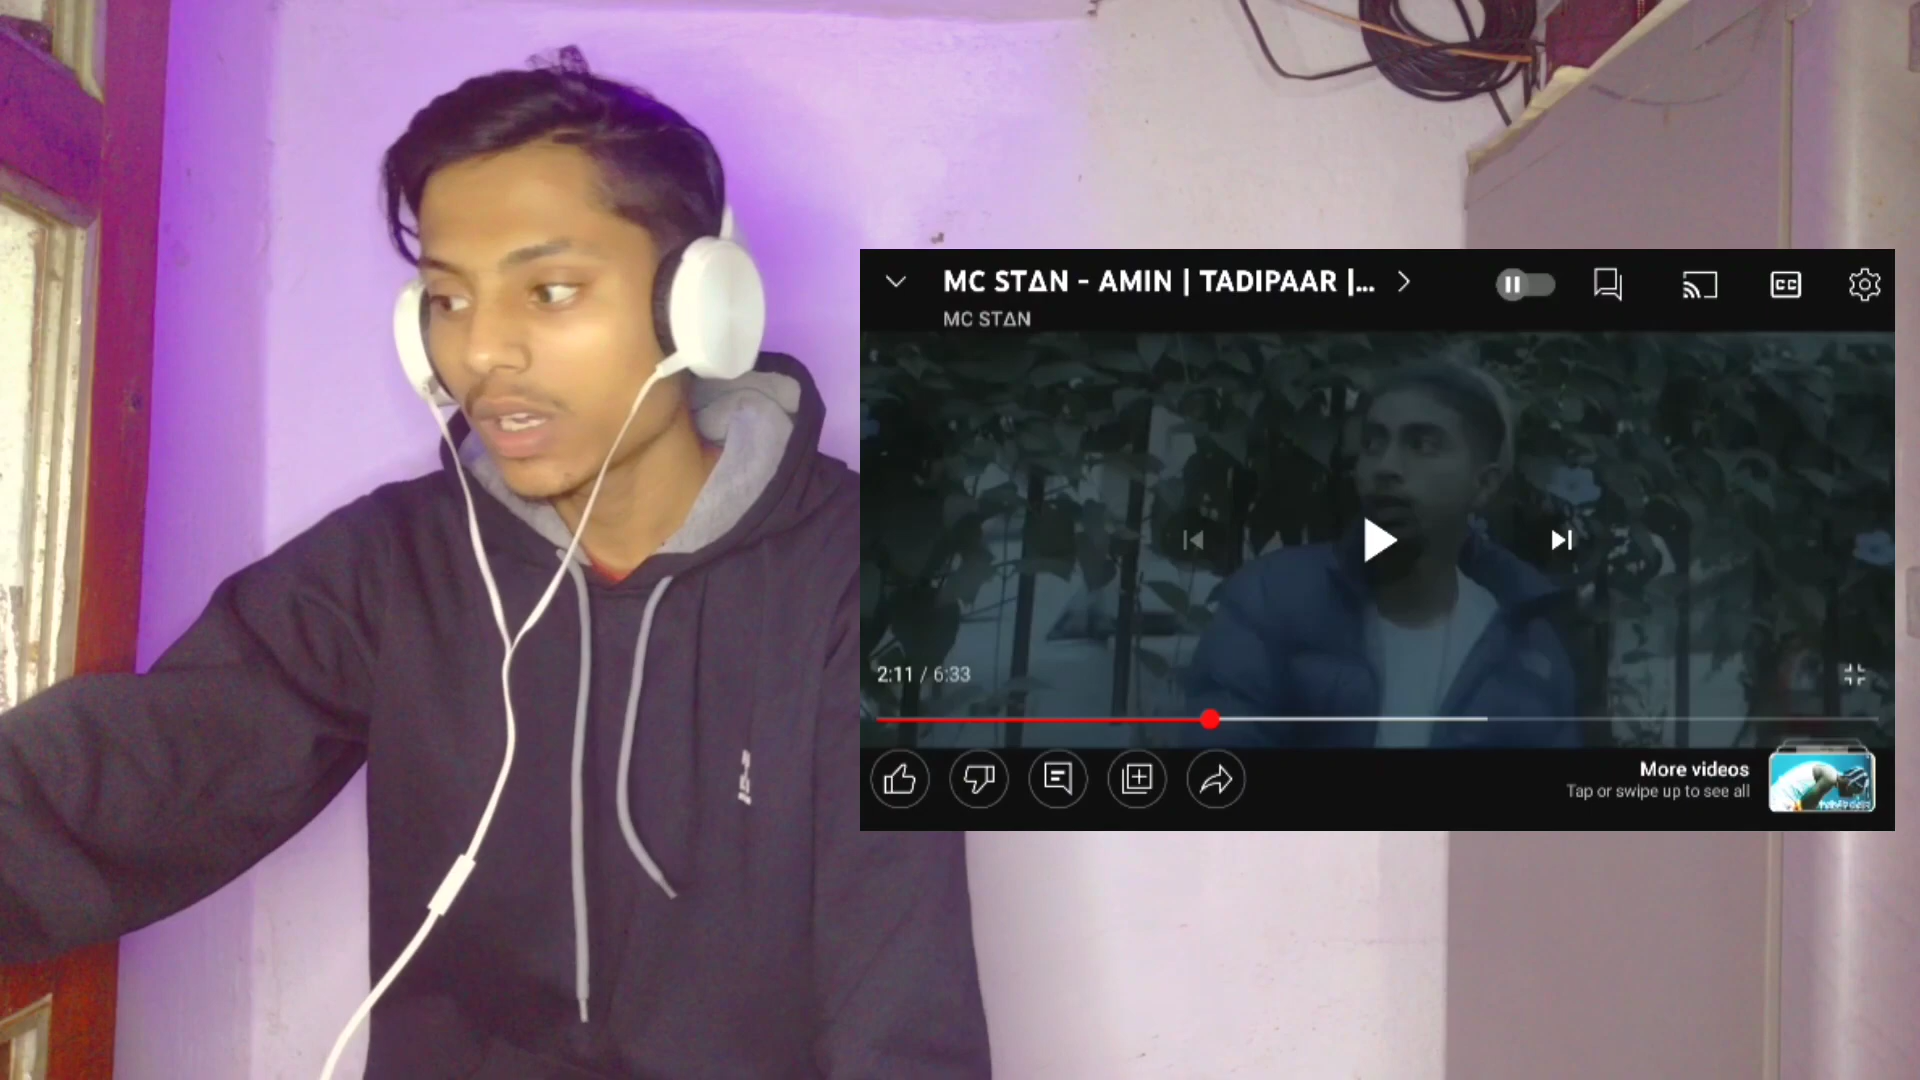 MC STΔN - AMIN | TADIPAAR |...
MC STΔN
2:11 / 6:33
More videos
Tap or swipe up to see all